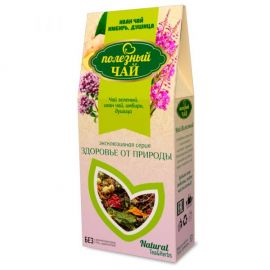 ИВАН ЧАЙ
ИМБИРЬ, ДУШИЦА
ПОЛЕЗНЫЙ
ЧАЙ
Чай зеленый,
иван чай, имбирь,
душица
эксклюзивная серия
ЗДОРОВЬЕ ОТ ПРИРОДЫ
БЕЗ
Natural
Tea&herbs